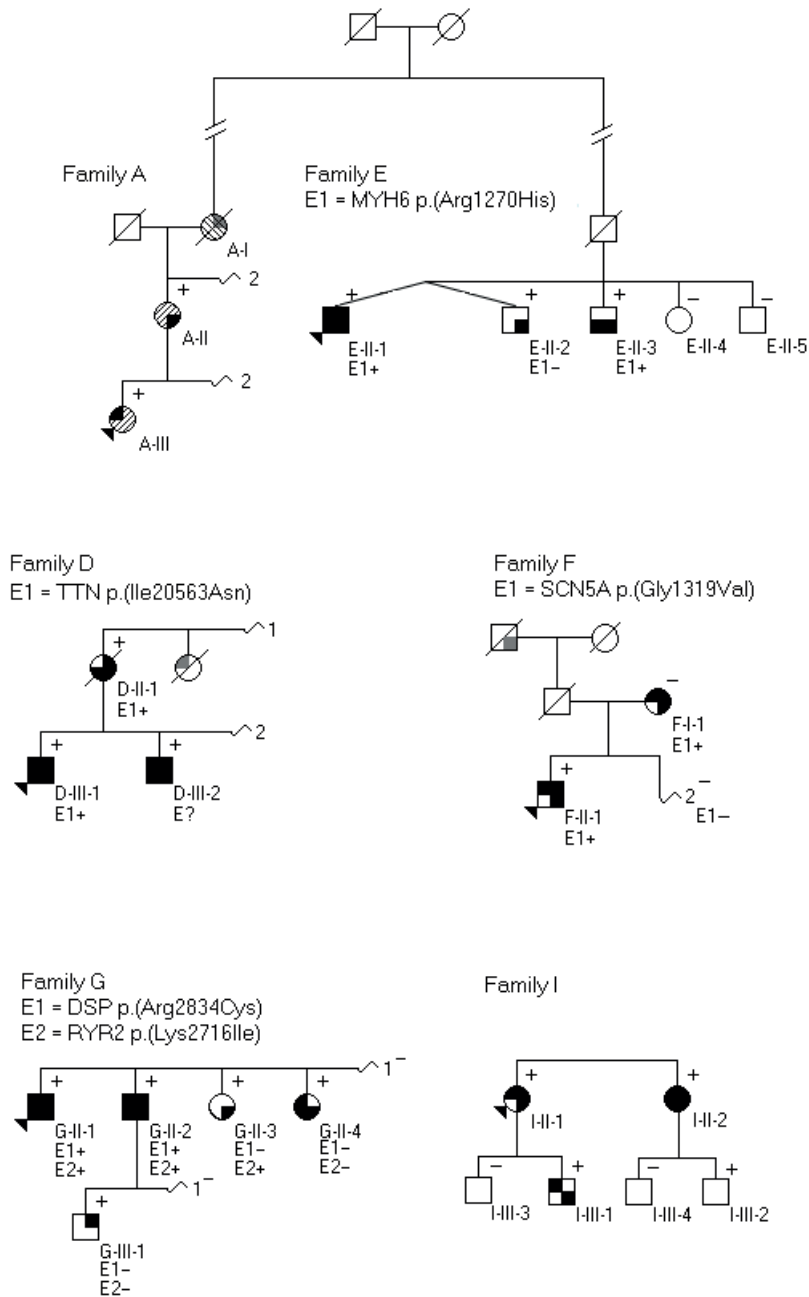 Family A
A-I
+
2
A-II
+
2
A-III
Family E
E1 = MYH6 p.(Arg1270His)
+
+
+
–
–
E-II-1
E-II-2
E-II-3
E-II-4
E-II-5
E1+
E1–
E1+
Family D
E1 = TTN p.(Ile20563Asn)
+
1
D-II-1
E1+
+
+
2
D-III-1
D-III-2
E1+
E?
Family F
E1 = SCN5A p.(Gly1319Val)
–
F-I-1
E1+
+
2
–
F-II-1
E1–
E1+
Family G
E1 = DSP p.(Arg2834Cys)
E2 = RYR2 p.(Lys2716Ile)
+
+
+
+
1–
G-II-1
G-II-2
G-II-3
G-II-4
E1+
E1+
E1–
E1–
E2+
E2+
E2+
E2–
+
1–
G-III-1
E1–
E2–
Family I
+
+
I-II-1
I-II-2
–
+
–
+
I-III-3
I-III-1
I-III-4
I-III-2